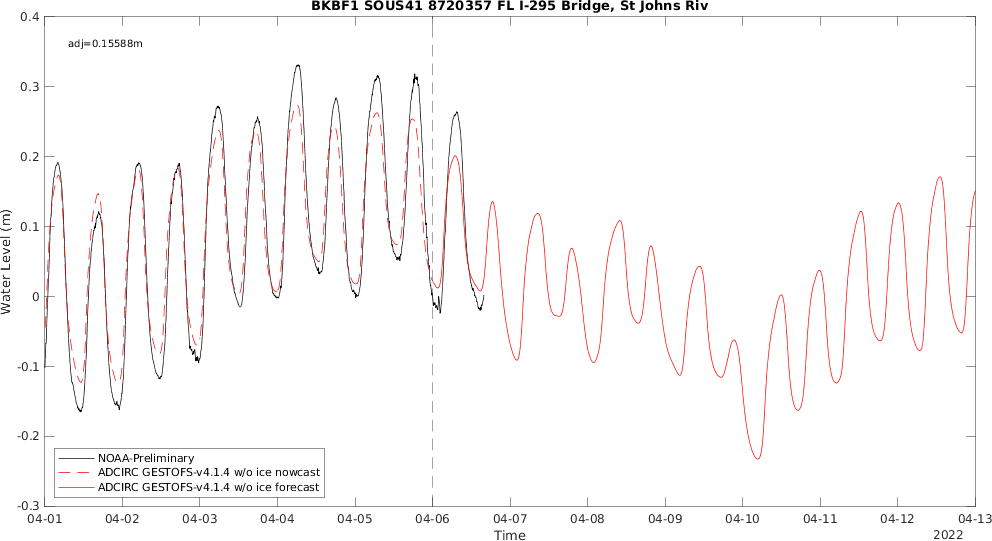 BKBF1 SOUS41 8720357 FL I-295 Bridge, St Johns Riv
adj=0.15588m
0.4
0.3
0.2
0.1
0
-0.1
-0.2
-0.3
Water Level (m)
NOAA-Preliminary
ADCIRC GESTOFS-v4.1.4 w/o ice nowcast
ADCIRC GESTOFS-v4.1.4 w/o ice forecast
04-01 04-02 04-03 04-04 04-05 04-06 04-07 04-08 04-09 04-10 04-11 04-12 04-13
Time
2022